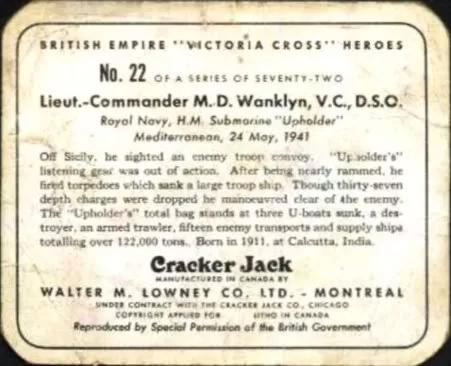 BRITISH EMPIRE "VICTORIA CROSS" HEROES
No. 22 OF A SERIES OF SEVENTY-TWO
Lieut.-Commander M. D. Wanklyn, V.C., D.S.O.
Royal Navy, H.M. Submarine "Upholder"
Mediterranean, 24 May, 1941
Off Sicily, he sighted an enemy troop convoy. "Upholder's"
listening gear was out of action. After being nearly rammed, he
fired torpedoes which sank a large troop ship. Though thirty-seven
depth charges were dropped he manoeuvred clear of the enemy.
The "Upholder's" total bag stands at three U-boats sunk, a des-
troyer, an armed trawler, fifteen enemy transports and supply ships
totalling over 122,000 tons. Born in 1911, at Calcutta, India.
Cracker Jack
MANUFACTURED IN CANADA BY
WALTER M. LOWNEY CO. LTD. - MONTREAL
UNDER CONTRACT WITH THE CRACKER JACK CO., CHICAGO
COPYRIGHT APPLIED FOR LITHO IN CANADA
Reproduced by Special Permission of the British Government